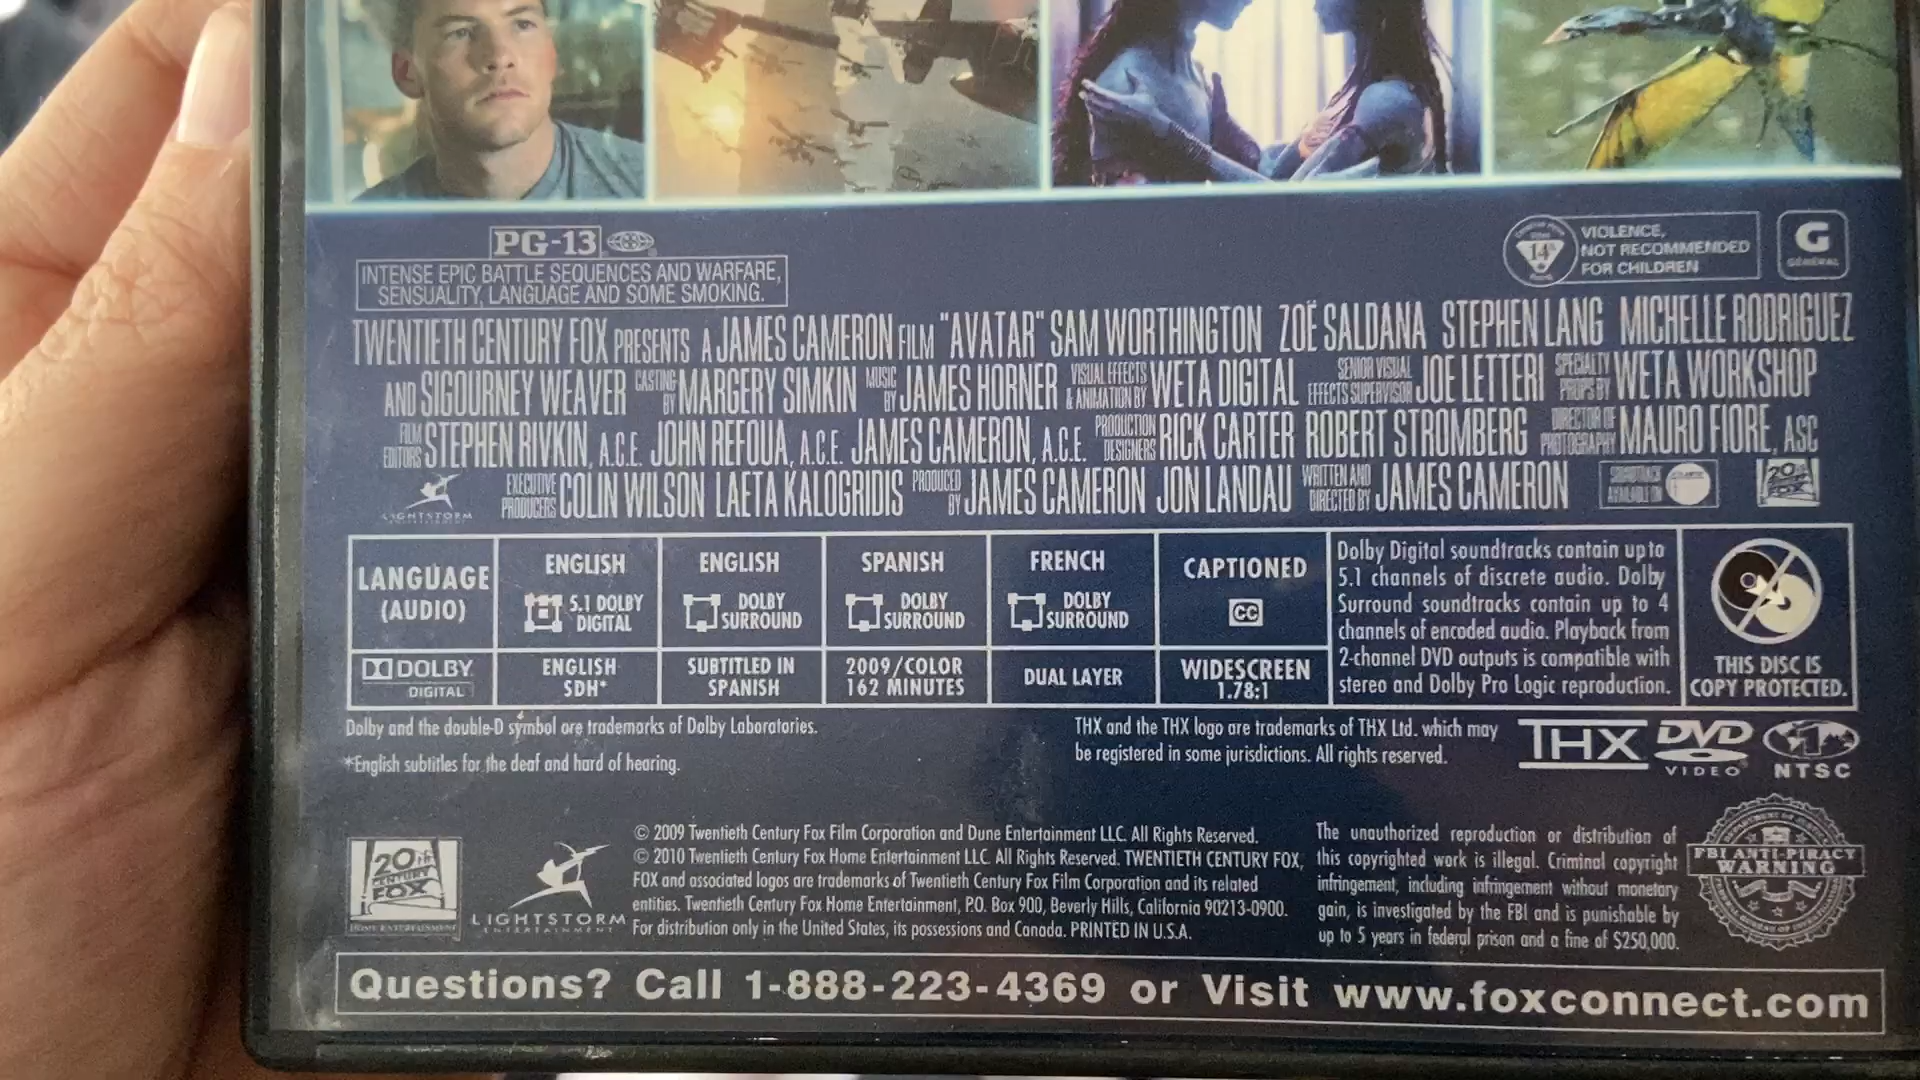 PG-13
INTENSE EPIC BATTLE SEQUENCES AND WARFARE,
SENSUALITY, LANGUAGE AND SOME SMOKING.
14
VIOLENCE,
NOT RECOMMENDED
FOR CHILDREN
G
GENERAL
TWENTIETH CENTURY FOX PRESENTS A JAMES CAMERON FILM "AVATAR" SAM WORTHINGTON ZOË SALDANA STEPHEN LANG MICHELLE RODRIGUEZ
AND SIGOURNEY WEAVER CASTING BY MARGERY SIMKIN MUSIC BY JAMES HORNER VISUAL EFFECTS & ANIMATION BY WETA DIGITAL SENIOR VISUAL EFFECTS SUPERVISOR JOE LETTERI SPECIALTY PROPS BY WETA WORKSHOP
FILM EDITORS STEPHEN RIVKIN, A.C.E. JOHN REFOUA, A.C.E. JAMES CAMERON, A.C.E. PRODUCTION DESIGNERS RICK CARTER ROBERT STROMBERG DIRECTOR OF PHOTOGRAPHY MAURO FIORE, ASC
LIGHTSTORM
ENTERTAINMENT
EXECUTIVE PRODUCERS COLIN WILSON LAETA KALOGRIDIS PRODUCED BY JAMES CAMERON JON LANDAU WRITTEN AND DIRECTED BY JAMES CAMERON
SOUNDTRACK
AVAILABLE ON
20TH
CENTURY
FOX
LANGUAGE
(AUDIO)
ENGLISH
5.1 DOLBY
DIGITAL
ENGLISH
DOLBY
SURROUND
SPANISH
DOLBY
SURROUND
FRENCH
DOLBY
SURROUND
CAPTIONED
CC
DOLBY
DIGITAL
ENGLISH
SDH*
SUBTITLED IN
SPANISH
2009/COLOR
162 MINUTES
DUAL LAYER
WIDESCREEN
1.78:1
Dolby Digital soundtracks contain up to
5.1 channels of discrete audio. Dolby
Surround soundtracks contain up to 4
channels of encoded audio. Playback from
2-channel DVD outputs is compatible with
stereo and Dolby Pro Logic reproduction.
THIS DISC IS
COPY PROTECTED.
Dolby and the double-D symbol are trademarks of Dolby Laboratories.
*English subtitles for the deaf and hard of hearing.
THX and the THX logo are trademarks of THX Ltd. which may
be registered in some jurisdictions. All rights reserved.
THX
DVD
VIDEO
1
NTSC
20TH
CENTURY
FOX
HOME ENTERTAINMENT
LIGHTSTORM
ENTERTAINMENT
© 2009 Twentieth Century Fox Film Corporation and Dune Entertainment LLC. All Rights Reserved.
© 2010 Twentieth Century Fox Home Entertainment LLC. All Rights Reserved. TWENTIETH CENTURY FOX,
FOX and associated logos are trademarks of Twentieth Century Fox Film Corporation and its related
entities. Twentieth Century Fox Home Entertainment, P.O. Box 900, Beverly Hills, California 90213-0900.
For distribution only in the United States, its possessions and Canada. PRINTED IN U.S.A.
The unauthorized reproduction or distribution of
this copyrighted work is illegal. Criminal copyright
infringement, including infringement without monetary
gain, is investigated by the FBI and is punishable by
up to 5 years in federal prison and a fine of $250,000.
FBI ANTI-PIRACY
WARNING
Questions? Call 1-888-223-4369 or Visit www.foxconnect.com